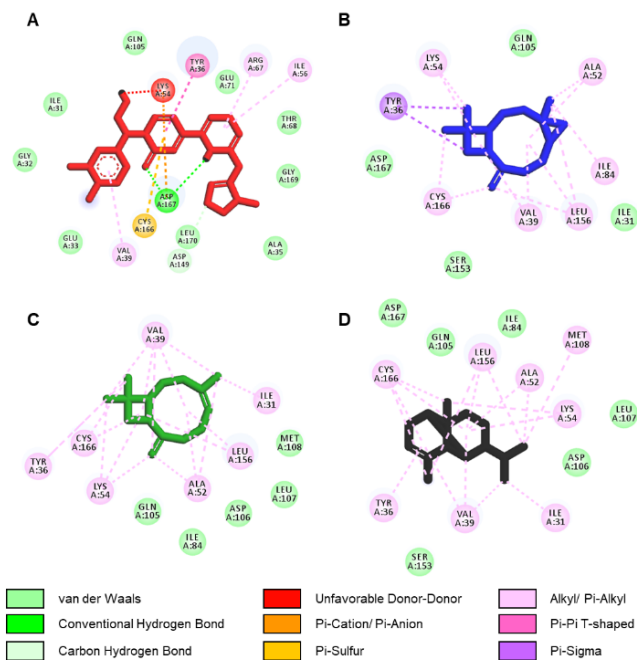 A
GLN
A:105
TYR
A:36
ARG
A:67
ILE
A:56
LYS
A:54
GLU
A:71
ILE
A:31
THR
A:68
GLY
A:32
GLY
A:169
ASP
A:167
CYS
A:166
LEU
A:170
GLU
A:33
VAL
A:39
ASP
A:149
ALA
A:35
B
GLN
A:105
LYS
A:54
ALA
A:52
TYR
A:36
ASP
A:167
ILE
A:84
CYS
A:166
VAL
A:39
LEU
A:156
ILE
A:31
SER
A:153
C
VAL
A:39
ILE
A:31
CYS
A:166
LEU
A:156
MET
A:108
TYR
A:36
LYS
A:54
ALA
A:52
LEU
A:107
GLN
A:105
ASP
A:106
ILE
A:84
D
ASP
A:167
ILE
A:84
GLN
A:105
LEU
A:156
MET
A:108
CYS
A:166
ALA
A:52
LYS
A:54
LEU
A:107
ASP
A:106
TYR
A:36
VAL
A:39
ILE
A:31
SER
A:153
van der Waals
Unfavorable Donor-Donor
Alkyl/ Pi-Alkyl
Conventional Hydrogen Bond
Pi-Cation/ Pi-Anion
Pi-Pi T-shaped
Carbon Hydrogen Bond
Pi-Sulfur
Pi-Sigma